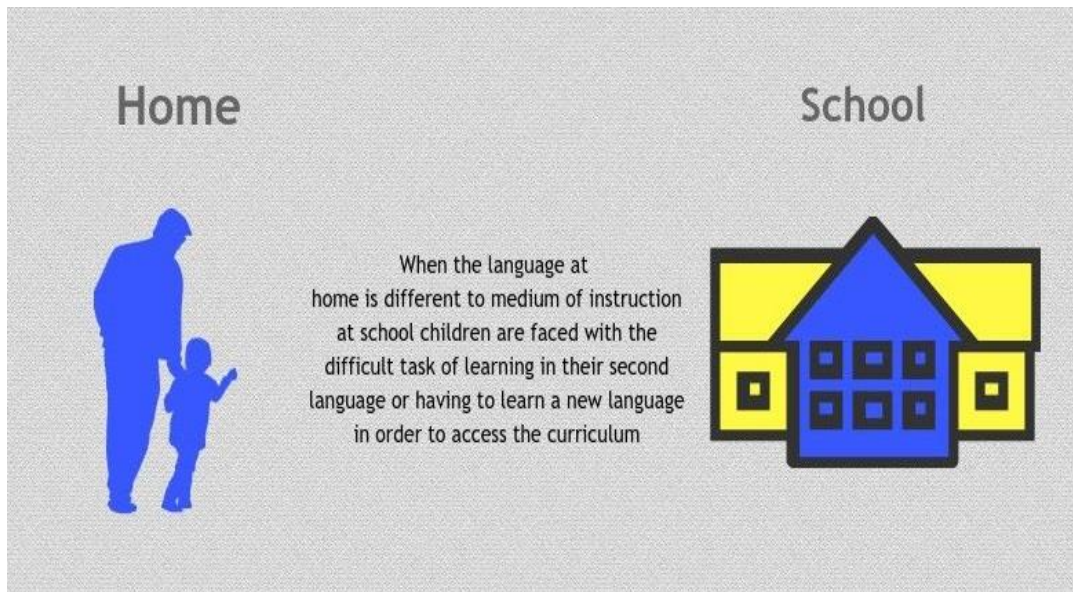 Home
School
When the language at
home is different to medium of instruction
at school children are faced with the
difficult task of learning in their second
language or having to learn a new language
in order to access the curriculum